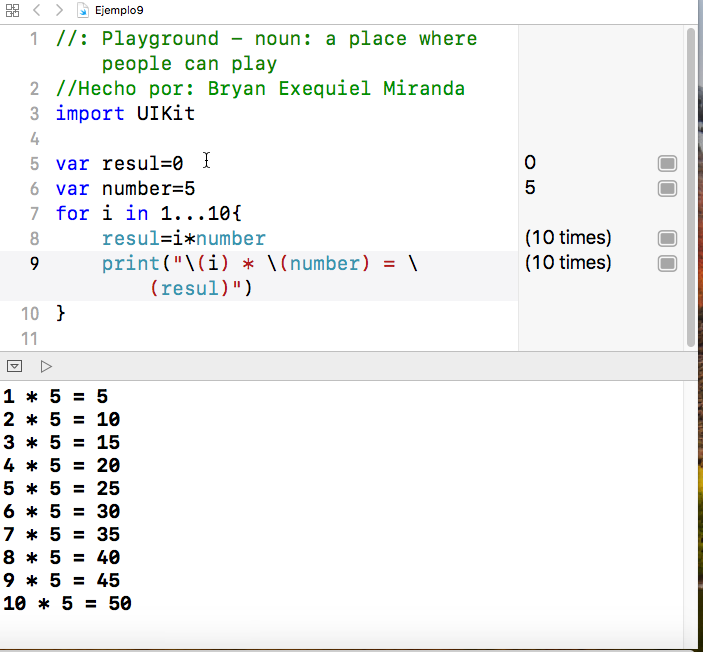 Ejemplo9
1 //: Playground - noun: a place where
people can play
2 //Hecho por: Bryan Exequiel Miranda
3 import UIKit
4
5 var resul=0 0
6 var number=5 5
7 for i in 1...10{
8 resul=i*number (10 times)
9 print("\(i) * \(number) = \ (10 times)
(resul)")
10 }
11
1 * 5 = 5
2 * 5 = 10
3 * 5 = 15
4 * 5 = 20
5 * 5 = 25
6 * 5 = 30
7 * 5 = 35
8 * 5 = 40
9 * 5 = 45
10 * 5 = 50